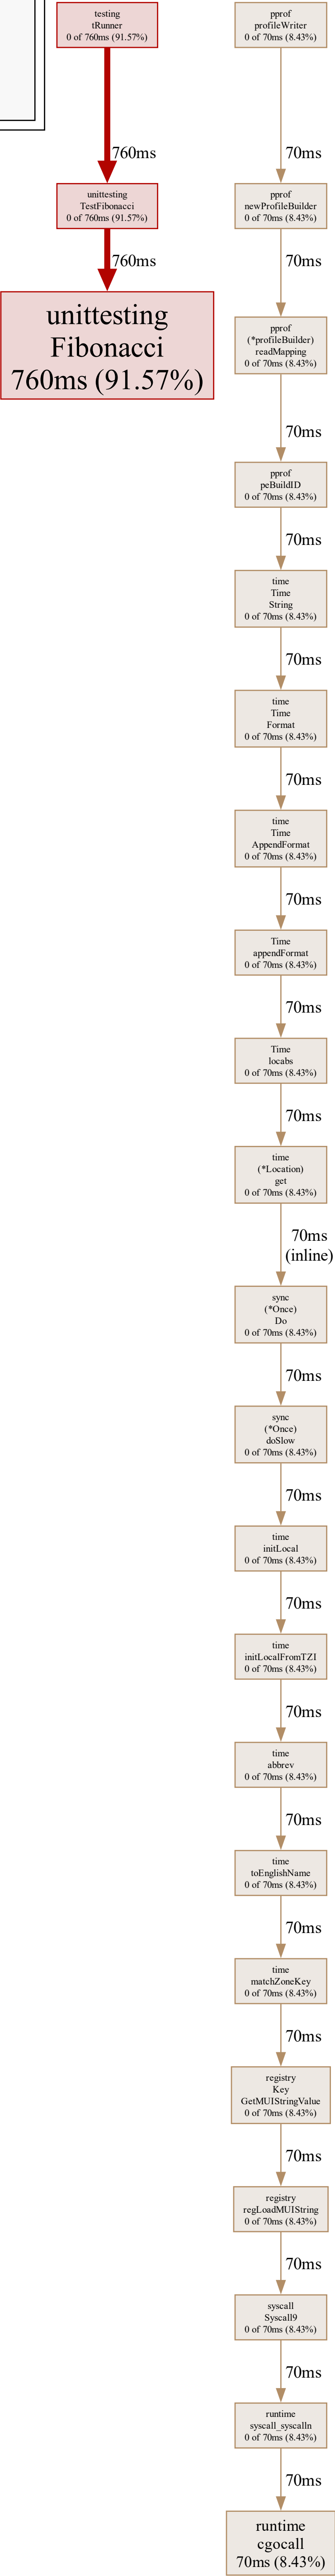 testing
tRunner
0 of 760ms (91.57%)
760ms
unittesting
TestFibonacci
0 of 760ms (91.57%)
760ms
unittesting
Fibonacci
760ms (91.57%)
pprof
profileWriter
0 of 70ms (8.43%)
70ms
pprof
newProfileBuilder
0 of 70ms (8.43%)
70ms
pprof
(*profileBuilder)
readMapping
0 of 70ms (8.43%)
70ms
pprof
peBuildID
0 of 70ms (8.43%)
70ms
time
Time
String
0 of 70ms (8.43%)
70ms
time
Time
Format
0 of 70ms (8.43%)
70ms
time
Time
AppendFormat
0 of 70ms (8.43%)
70ms
Time
appendFormat
0 of 70ms (8.43%)
70ms
Time
locabs
0 of 70ms (8.43%)
70ms
time
(*Location)
get
0 of 70ms (8.43%)
70ms
(inline)
sync
(*Once)
Do
0 of 70ms (8.43%)
70ms
sync
(*Once)
doSlow
0 of 70ms (8.43%)
70ms
time
initLocal
0 of 70ms (8.43%)
70ms
time
initLocalFromTZI
0 of 70ms (8.43%)
70ms
time
abbrev
0 of 70ms (8.43%)
70ms
time
toEnglishName
0 of 70ms (8.43%)
70ms
time
matchZoneKey
0 of 70ms (8.43%)
70ms
registry
Key
GetMUIStringValue
0 of 70ms (8.43%)
70ms
registry
regLoadMUIString
0 of 70ms (8.43%)
70ms
syscall
Syscall9
0 of 70ms (8.43%)
70ms
runtime
syscall_syscalln
0 of 70ms (8.43%)
70ms
runtime
cgocall
70ms (8.43%)